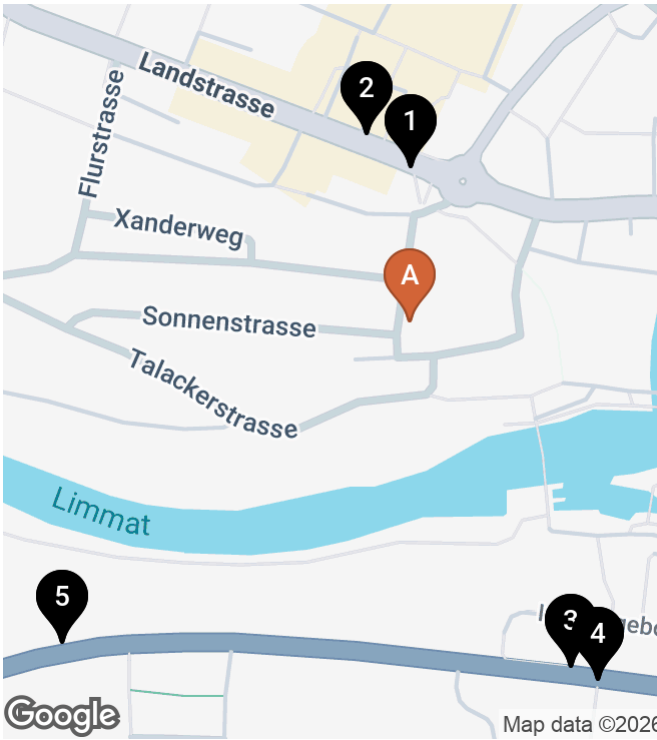 Landstrasse
2
1
Flurstrasse
Xanderweg
A
Sonnenstrasse
Talackerstrasse
Limmat
5
3
4
Google
Map data ©2026